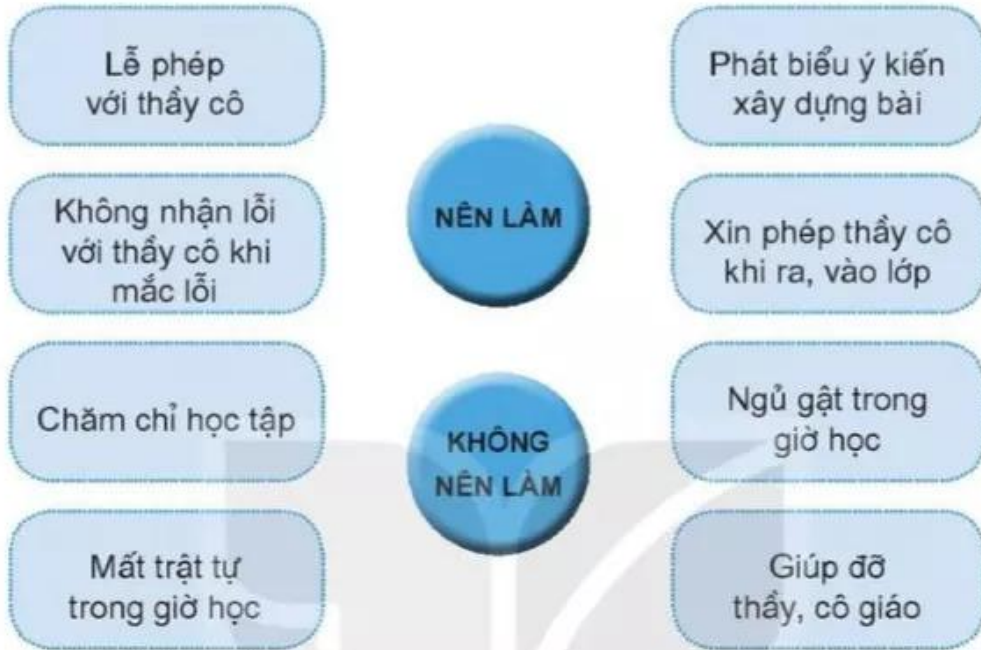 Lễ phép
với thầy cô
Không nhận lỗi
với thầy cô khi
mắc lỗi
Chăm chỉ học tập
Mất trật tự
trong giờ học
NÊN LÀM
KHÔNG
NÊN LÀM
Phát biểu ý kiến
xây dựng bài
Xin phép thầy cô
khi ra, vào lớp
Ngủ gật trong
giờ học
Giúp đỡ
thầy, cô giáo